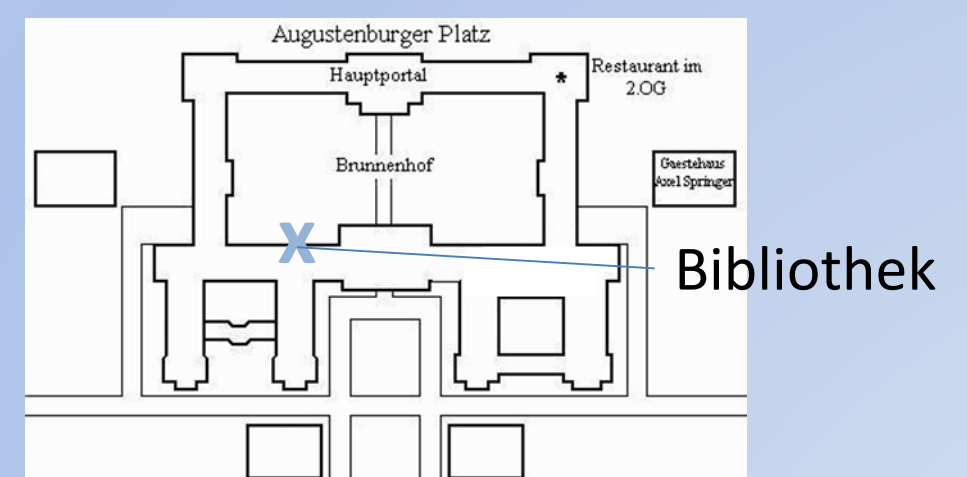 Augustenburger Platz
Hauptportal
*
Restaurant im
2.OG
Brunnenhof
Gaestehaus
Axel Springer
X
Bibliothek